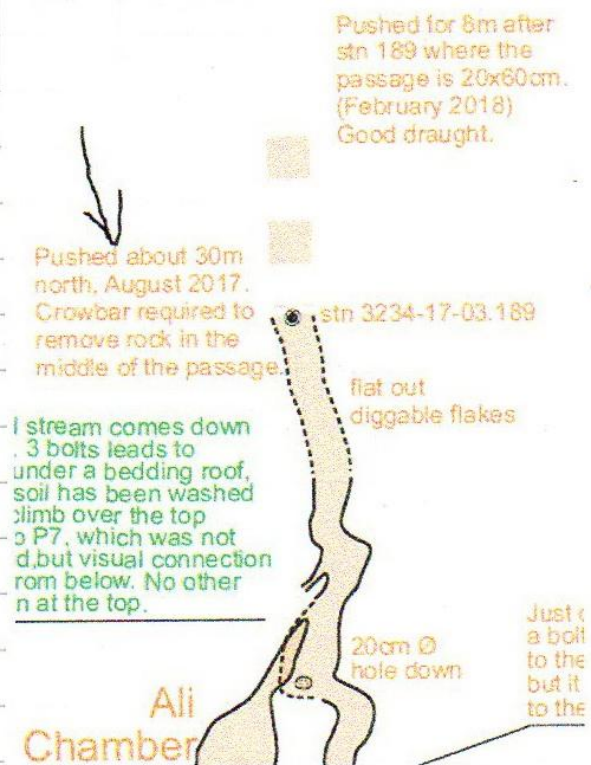 Pushed for 8m after
stn 189 where the
passage is 20x60cm.
(February 2018)
Good draught.
Pushed about 30m
north, August 2017.
Crowbar required to
remove rock in the
middle of the passage.
stn 3234-17-03.189
flat out
diggable flakes
l stream comes down
. 3 bolts leads to
under a bedding roof,
soil has been washed
climb over the top
P7, which was not
d,but visual connection
rom below. No other
n at the top.
20cm Ø
hole down
Ali
Chamber
Just
a bolt
to the
but it
to the